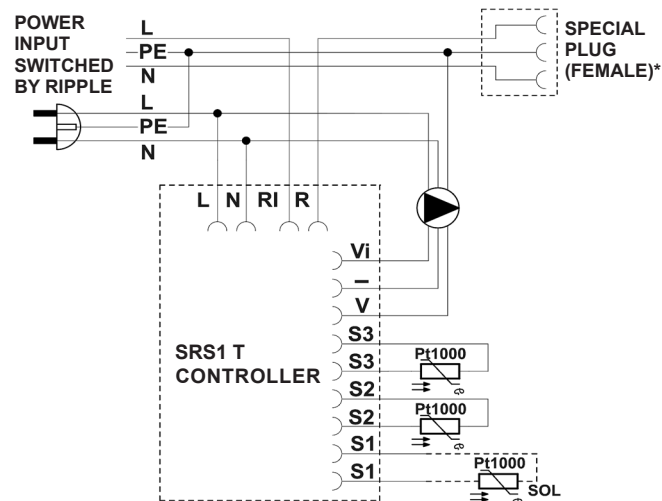 POWER
INPUT
SWITCHED
BY RIPPLE
L
PE
N
L
PE
N
SPECIAL
PLUG
(FEMALE)*
L N RI R
Vi
–
V
S3
S3
S2
S2
S1
S1
SRS1 T
CONTROLLER
Pt1000
ϑ
Pt1000
ϑ
Pt1000
ϑ
SOL